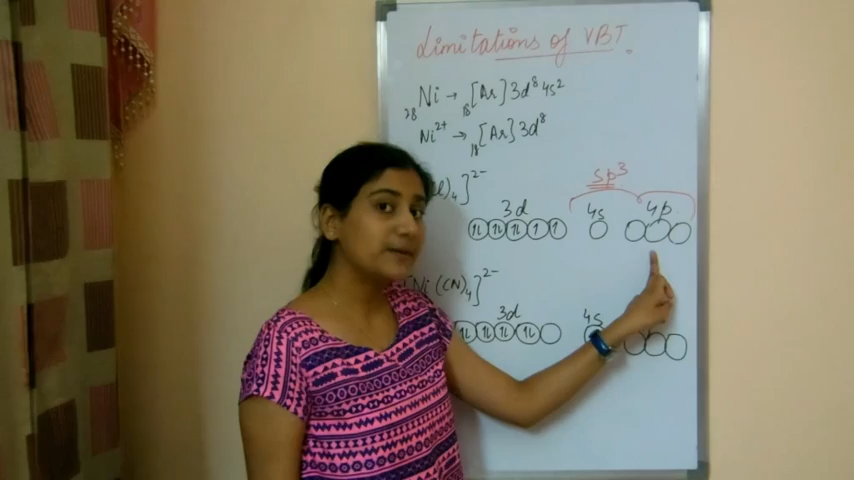 Limitations of VBT.
₂₈Ni → ₁₈[Ar] 3d⁸ 4s²
Ni²⁺ → ₁₈[Ar] 3d⁸
sp³
l)₄]²⁻
3d 4s 4p
⥮ ⥮ ⥮ ↿ ↿
[Ni(CN)₄]²⁻
3d 4s
⥮ ⥮ ⥮ ⥮